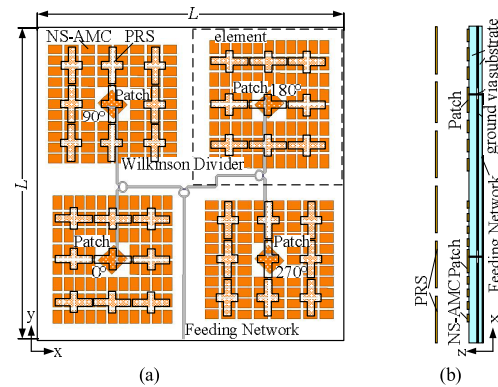 L
NS-AMC
PRS
element
Patch
90°
Patch
180°
L
Wilkinson Divider
Patch
0°
Patch
270°
Feeding Network
y
x
(a)
substrate
via
ground
Patch
Feeding Network
Patch
NS-AMC
PRS
z
x
(b)